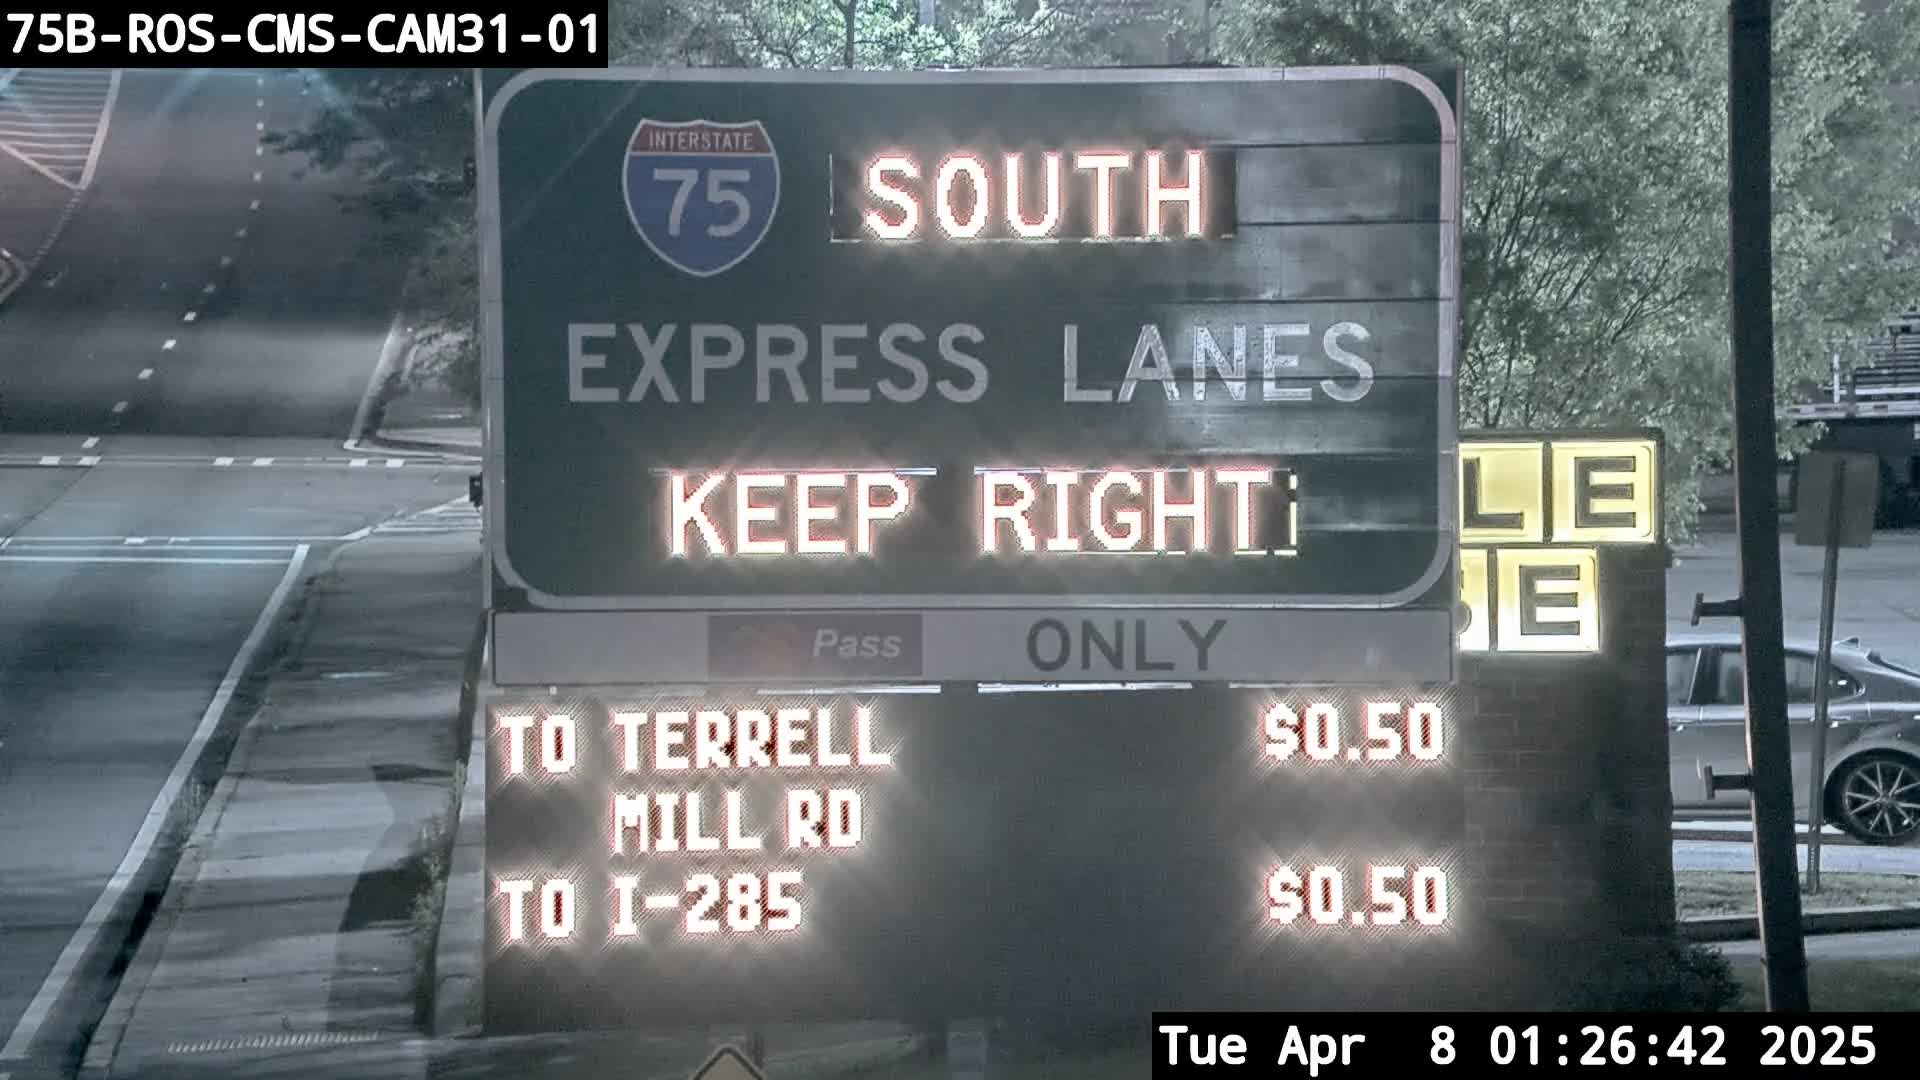 75B-ROS-CMS-CAM31-01
INTERSTATE
75
SOUTH
EXPRESS LANES
KEEP RIGHT
Pass ONLY
TO TERRELL $0.50
MILL RD
TO I-285 $0.50
LE
E
Tue Apr 8 01:26:42 2025